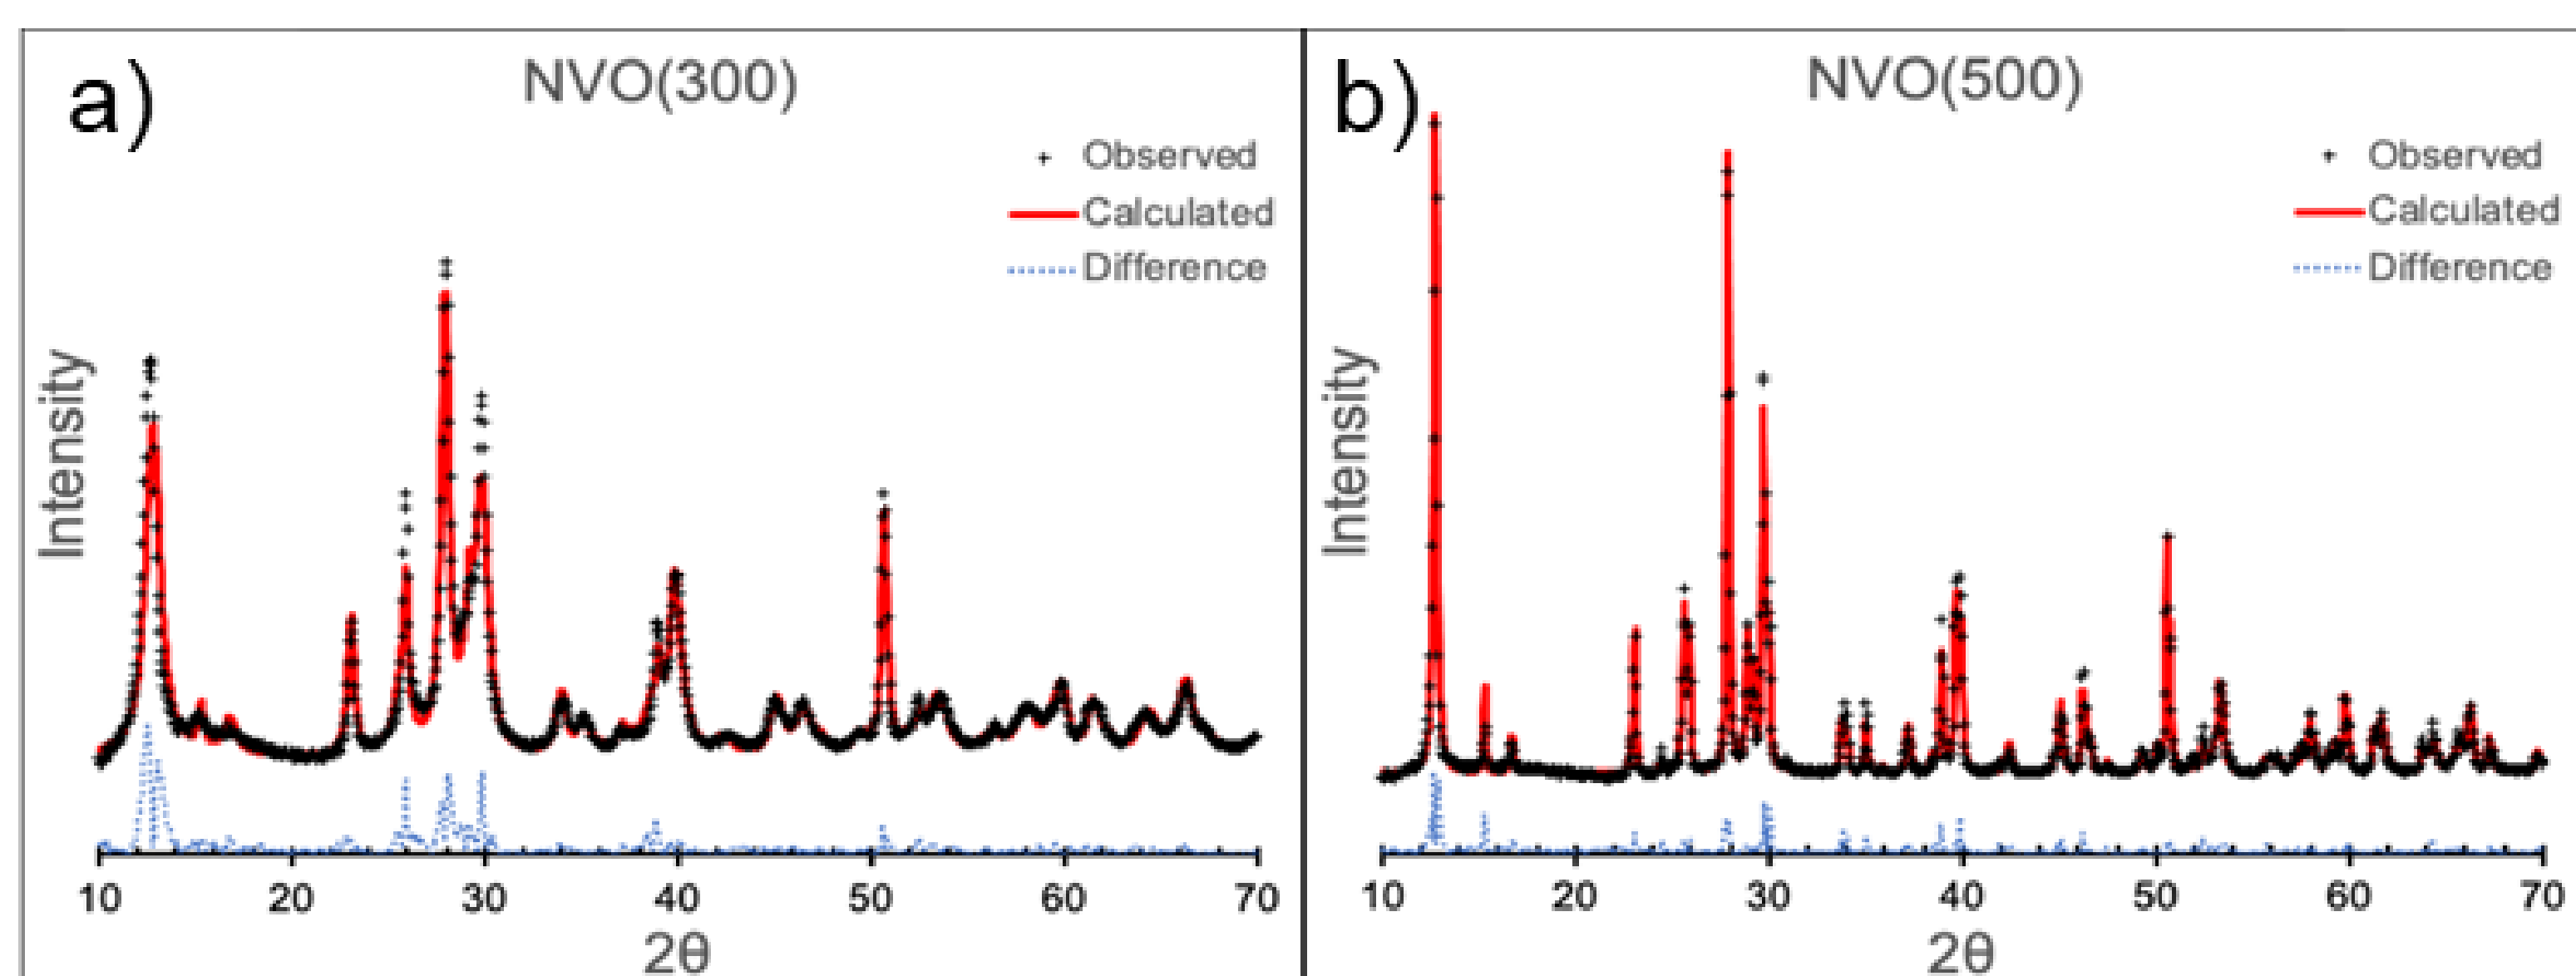 a)
NVO(300)
Observed
Calculated
Difference
Intensity
10 20 30 40 50 60 70
2θ
b)
NVO(500)
Observed
Calculated
Difference
Intensity
10 20 30 40 50 60 70
2θ